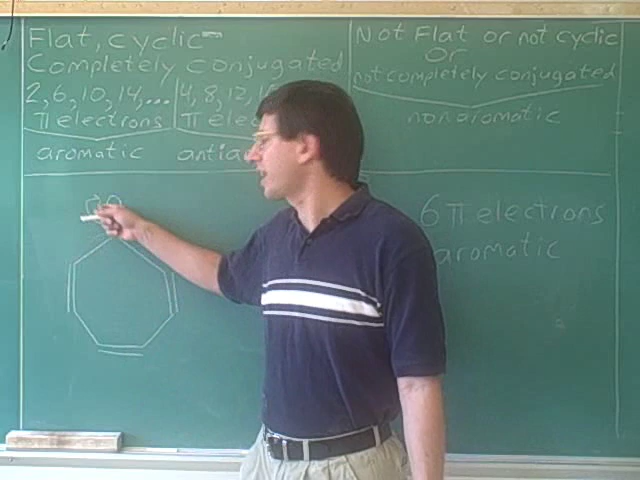 Flat, cyclic
Completely conjugated
2, 6, 10, 14,... 4, 8, 12,
π electrons π elec
aromatic antia
Not Flat or not cyclic
or
not completely conjugated
nonaromatic
6 π electrons
aromatic